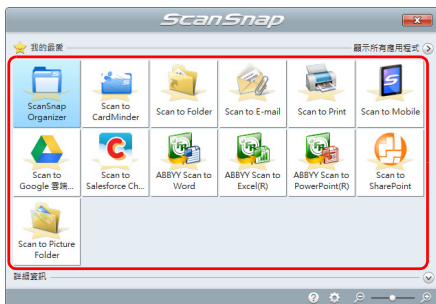 ScanSnap
我的最愛
顯示所有應用程式
ScanSnap Organizer
Scan to CardMinder
Scan to Folder
Scan to E-mail
Scan to Print
Scan to Mobile
Scan to Google 雲端...
Scan to Salesforce Ch...
ABBYY Scan to Word
ABBYY Scan to Excel(R)
ABBYY Scan to PowerPoint(R)
Scan to SharePoint
Scan to Picture Folder
詳細資訊